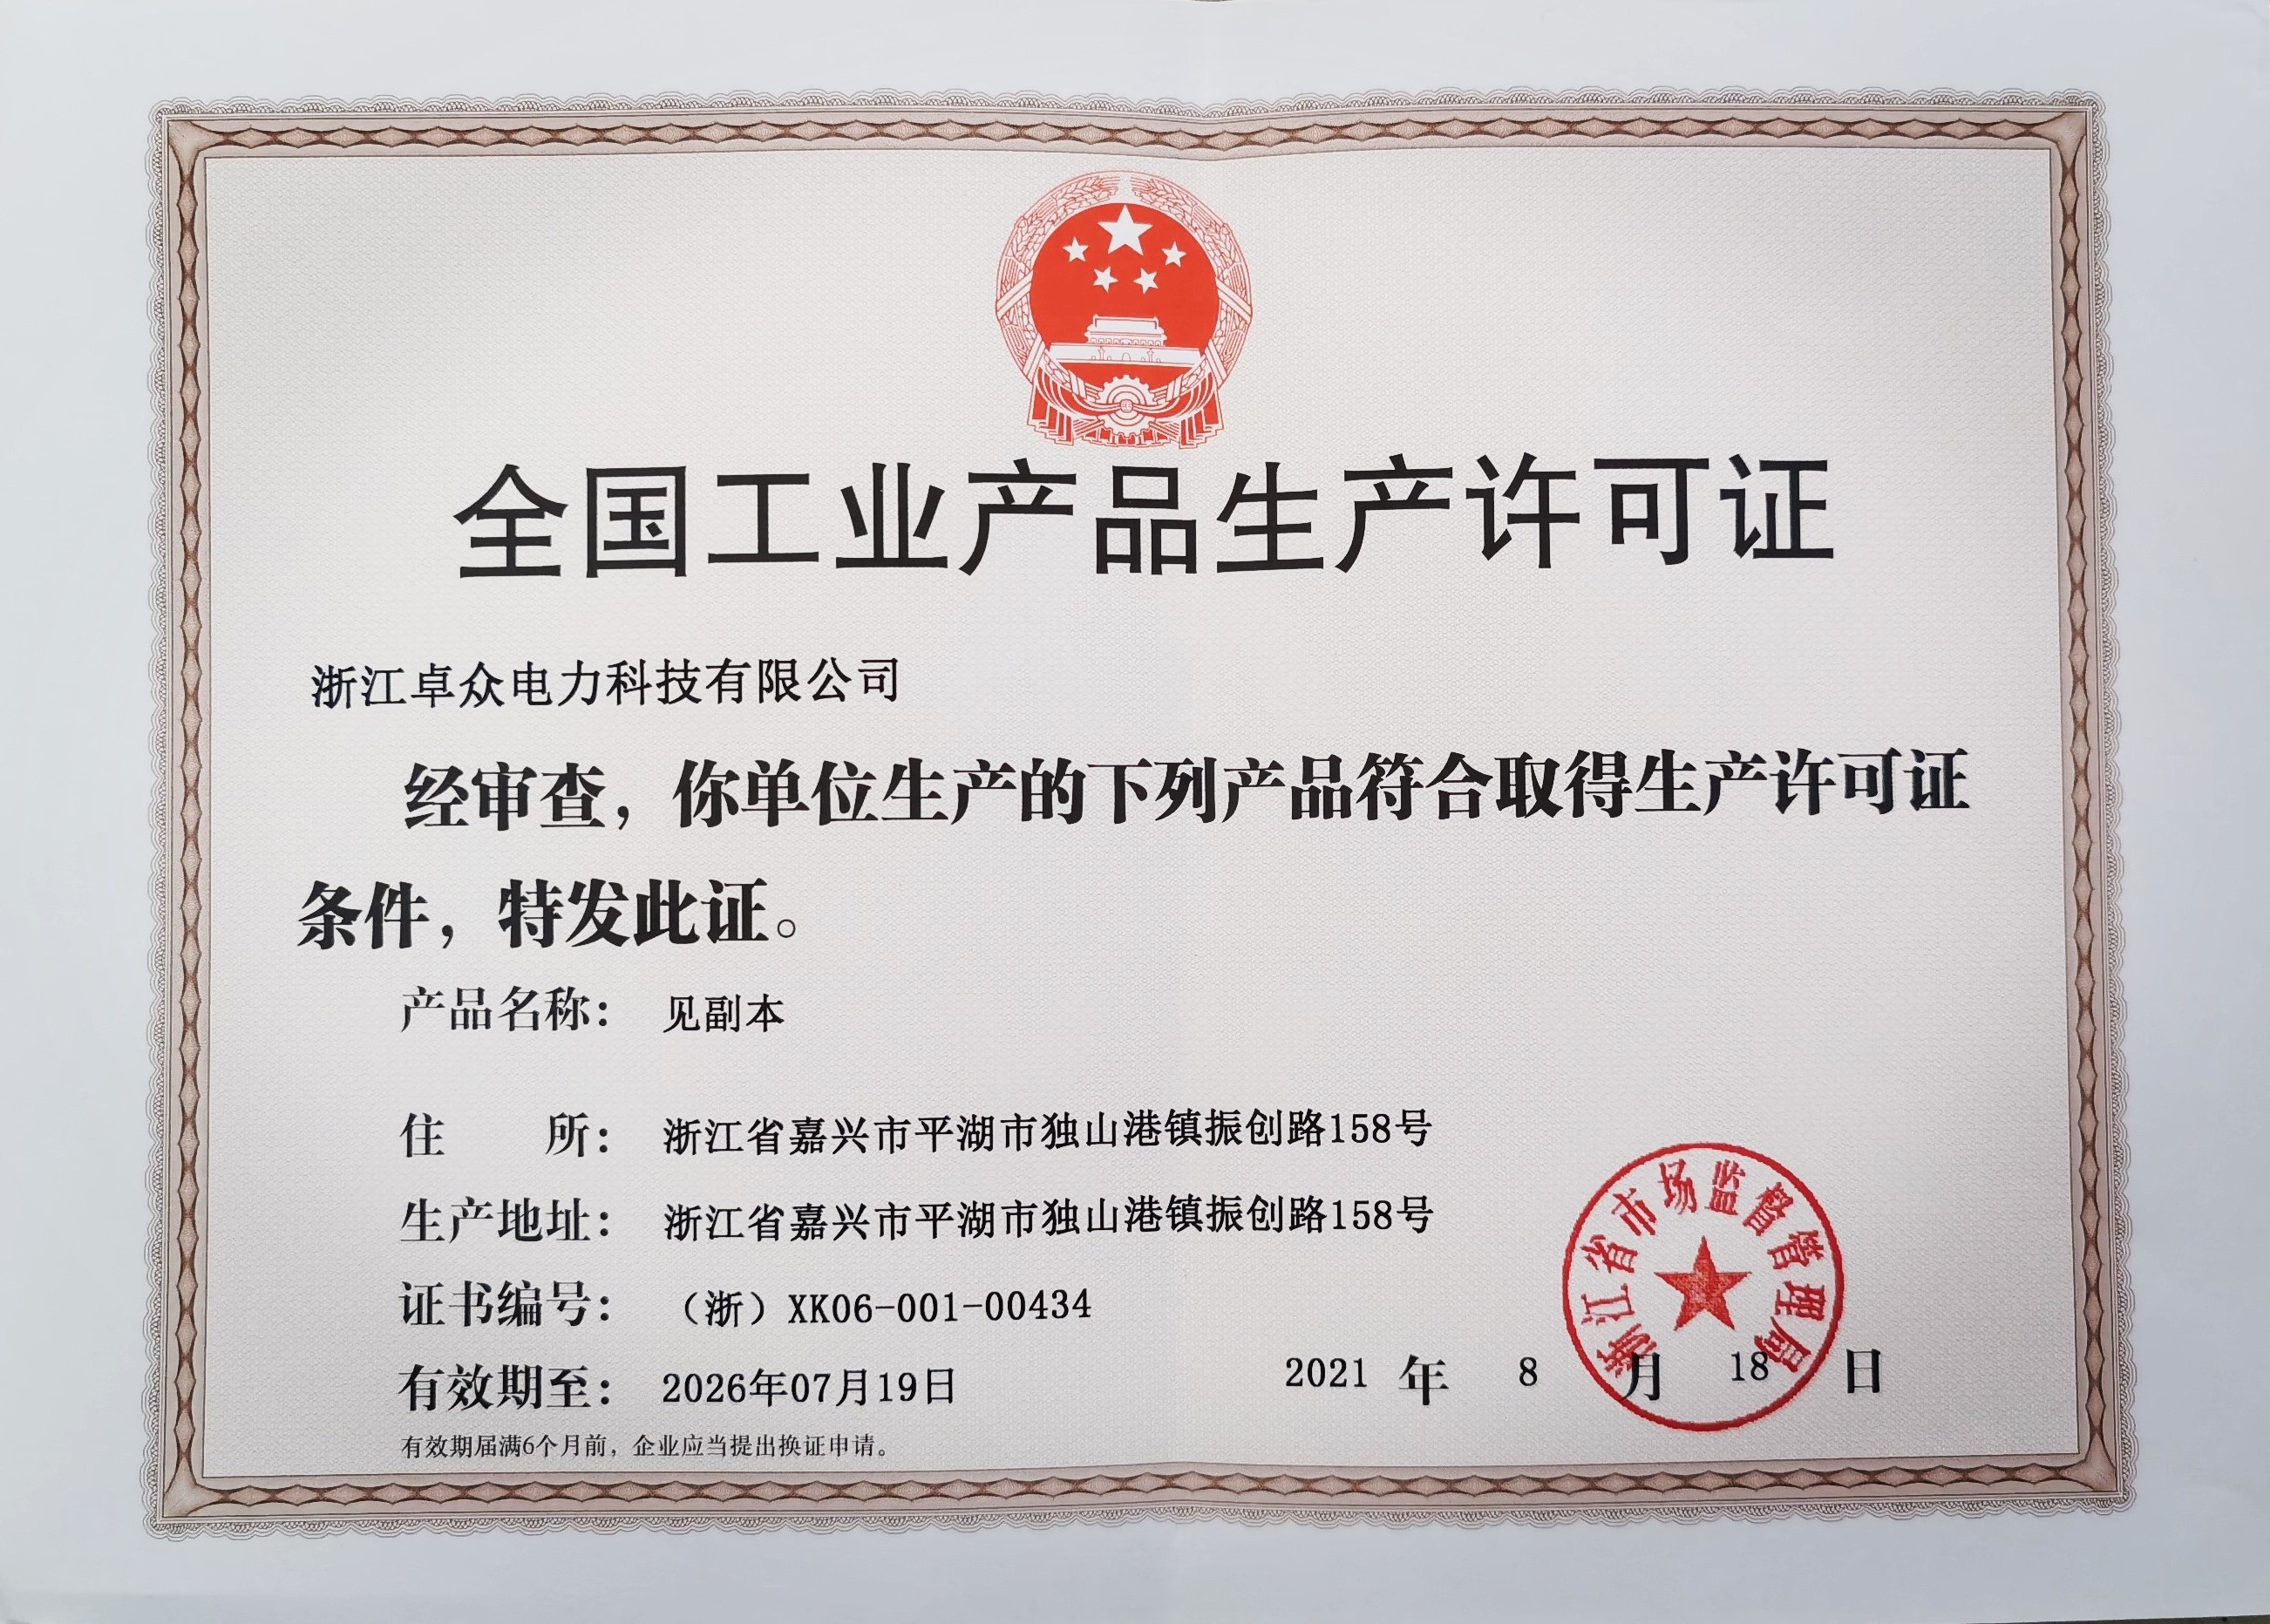 全国工业产品生产许可证
浙江卓众电力科技有限公司
经审查，你单位生产的下列产品符合取得生产许可证
条件，特发此证。
产品名称： 见副本
住 所： 浙江省嘉兴市平湖市独山港镇振创路158号
生产地址： 浙江省嘉兴市平湖市独山港镇振创路158号
证书编号： （浙）XK06-001-00434
有效期至： 2026年07月19日
2021 年 8 月 18 日
浙江省市场监督管理局
有效期届满6个月前，企业应当提出换证申请。